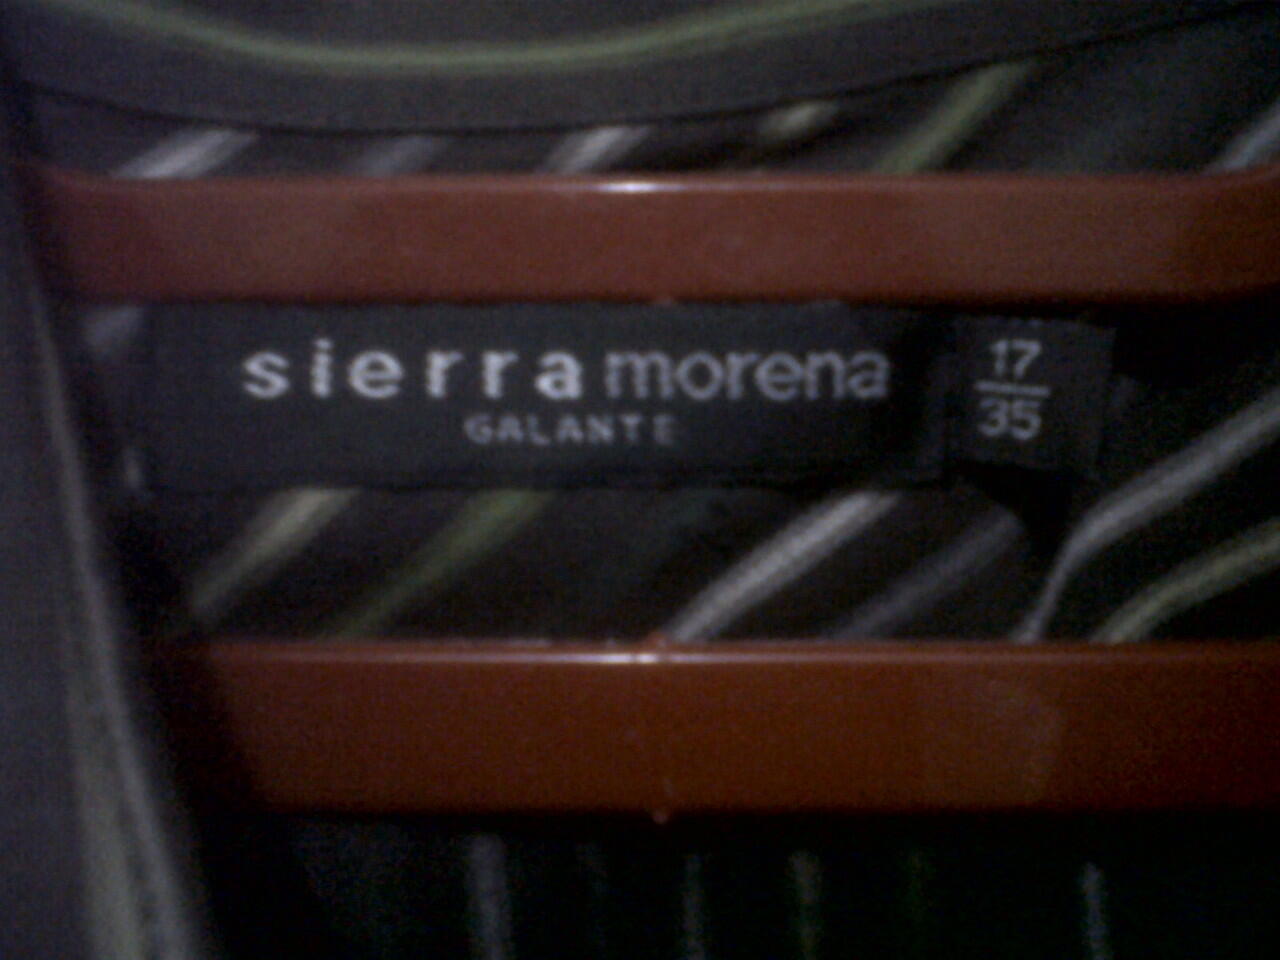 sierra morena
GALANTE
17
35